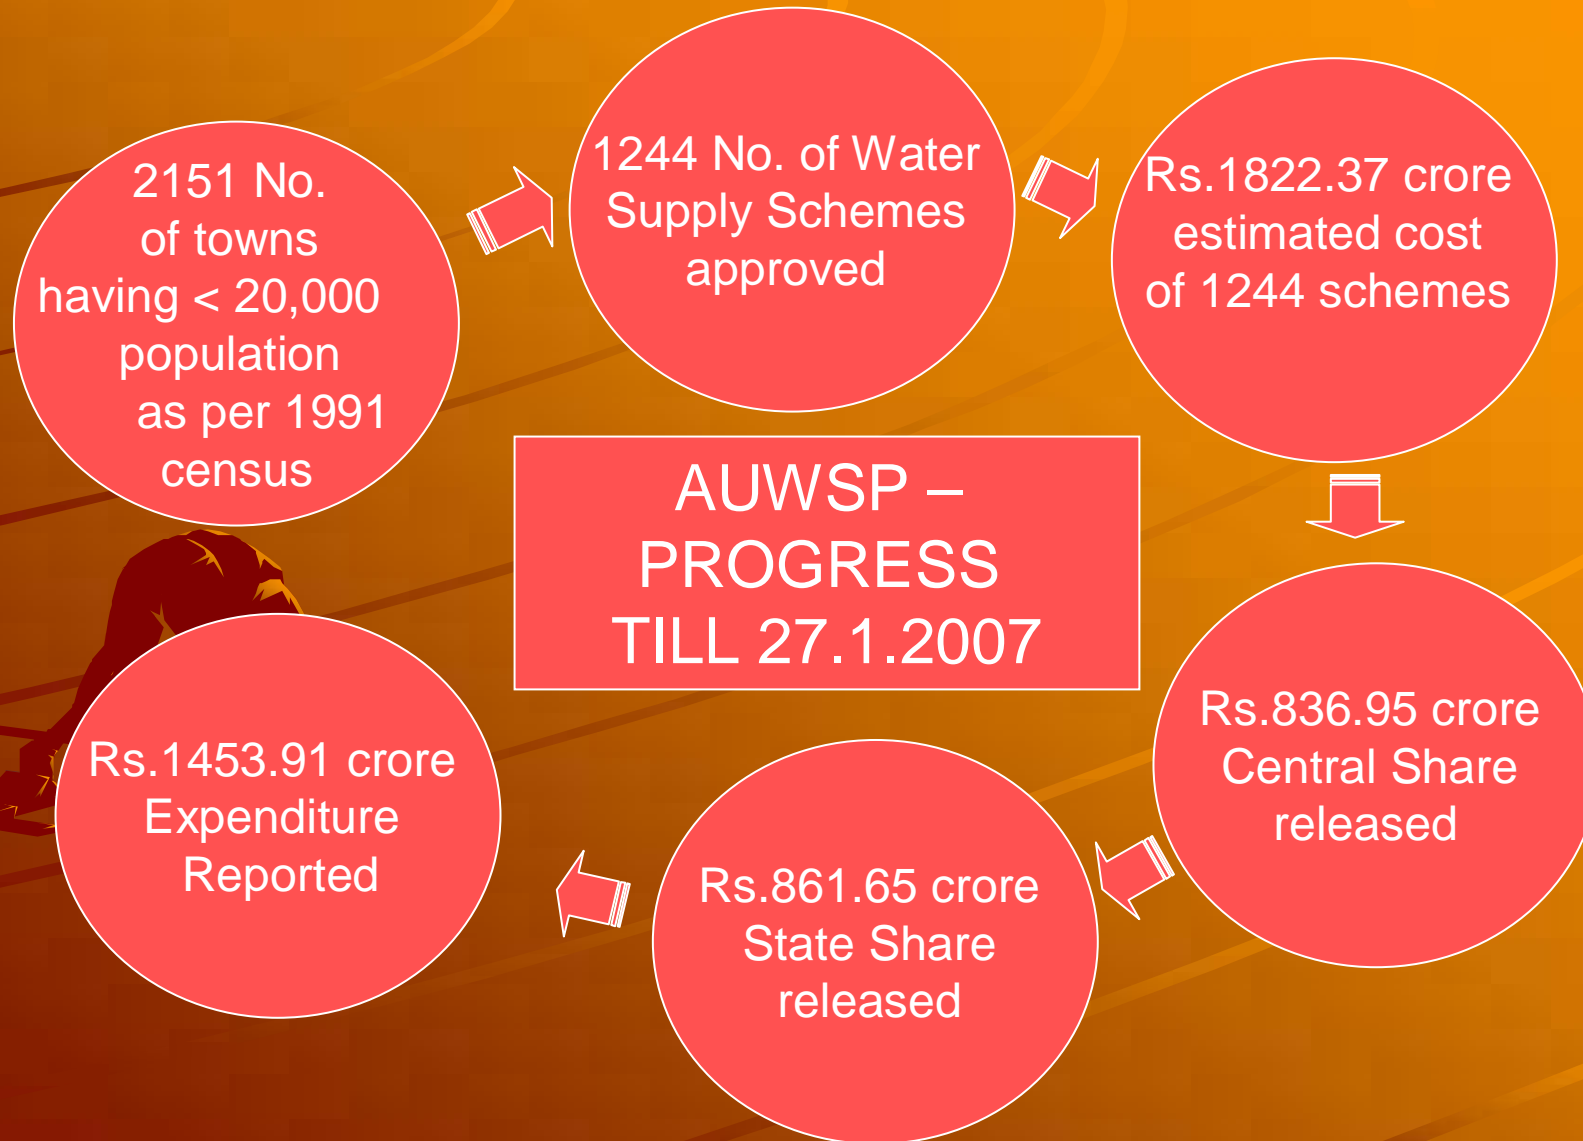 2151 No.
of towns
having < 20,000
population
as per 1991
census
1244 No. of Water
Supply Schemes
approved
Rs.1822.37 crore
estimated cost
of 1244 schemes
AUWSP –
PROGRESS
TILL 27.1.2007
Rs.836.95 crore
Central Share
released
Rs.861.65 crore
State Share
released
Rs.1453.91 crore
Expenditure
Reported